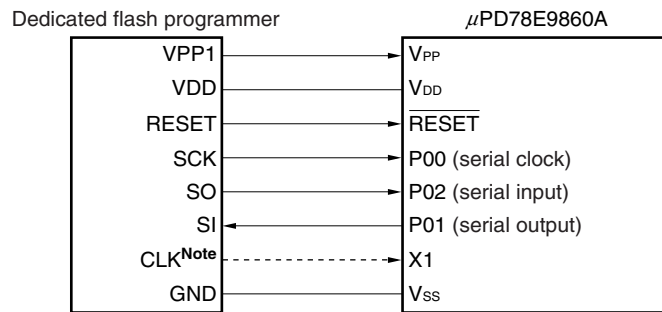 Dedicated flash programmer μPD78E9860A
VPP1 VPP
VDD VDD
RESET RESET
SCK P00 (serial clock)
SO P02 (serial input)
SI P01 (serial output)
CLKNote X1
GND VSS